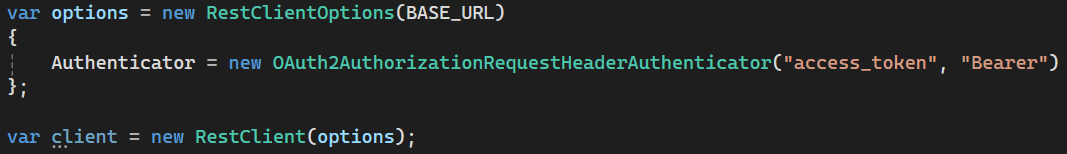 var options = new RestClientOptions(BASE_URL)
{
    Authenticator = new OAuth2AuthorizationRequestHeaderAuthenticator("access_token", "Bearer")
};

var client = new RestClient(options);